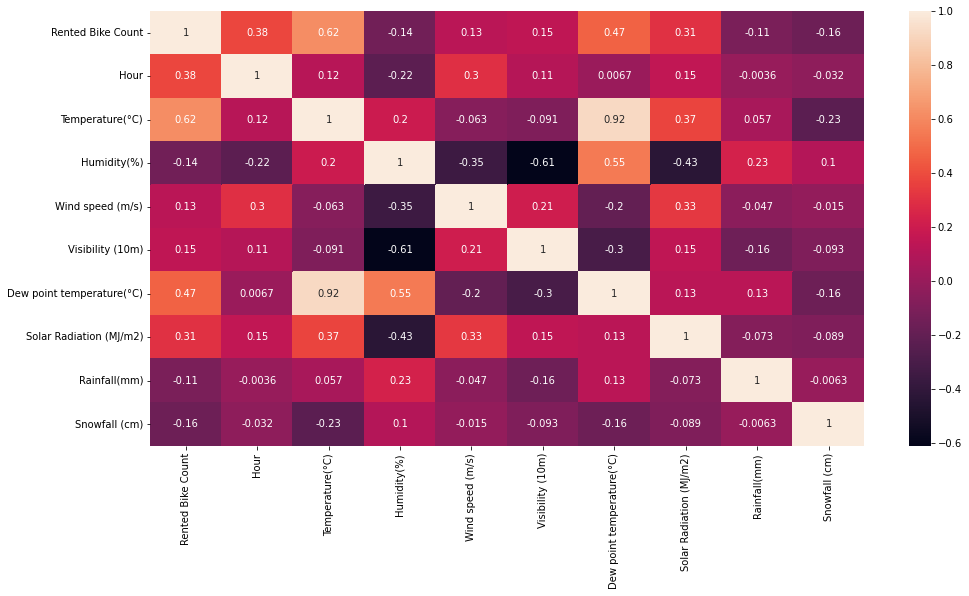 Rented Bike Count 1 0.38 0.62 -0.14 0.13 0.15 0.47 0.31 -0.11 -0.16
Hour 0.38 1 0.12 -0.22 0.3 0.11 0.0067 0.15 -0.0036 -0.032
Temperature(°C) 0.62 0.12 1 0.2 -0.063 -0.091 0.92 0.37 0.057 -0.23
Humidity(%) -0.14 -0.22 0.2 1 -0.35 -0.61 0.55 -0.43 0.23 0.1
Wind speed (m/s) 0.13 0.3 -0.063 -0.35 1 0.21 -0.2 0.33 -0.047 -0.015
Visibility (10m) 0.15 0.11 -0.091 -0.61 0.21 1 -0.3 0.15 -0.16 -0.093
Dew point temperature(°C) 0.47 0.0067 0.92 0.55 -0.2 -0.3 1 0.13 0.13 -0.16
Solar Radiation (MJ/m2) 0.31 0.15 0.37 -0.43 0.33 0.15 0.13 1 -0.073 -0.089
Rainfall(mm) -0.11 -0.0036 0.057 0.23 -0.047 -0.16 0.13 -0.073 1 -0.0063
Snowfall (cm) -0.16 -0.032 -0.23 0.1 -0.015 -0.093 -0.16 -0.089 -0.0063 1
Rented Bike Count
Hour
Temperature(°C)
Humidity(%)
Wind speed (m/s)
Visibility (10m)
Dew point temperature(°C)
Solar Radiation (MJ/m2)
Rainfall(mm)
Snowfall (cm)
1.0
0.8
0.6
0.4
0.2
0.0
−0.2
−0.4
−0.6